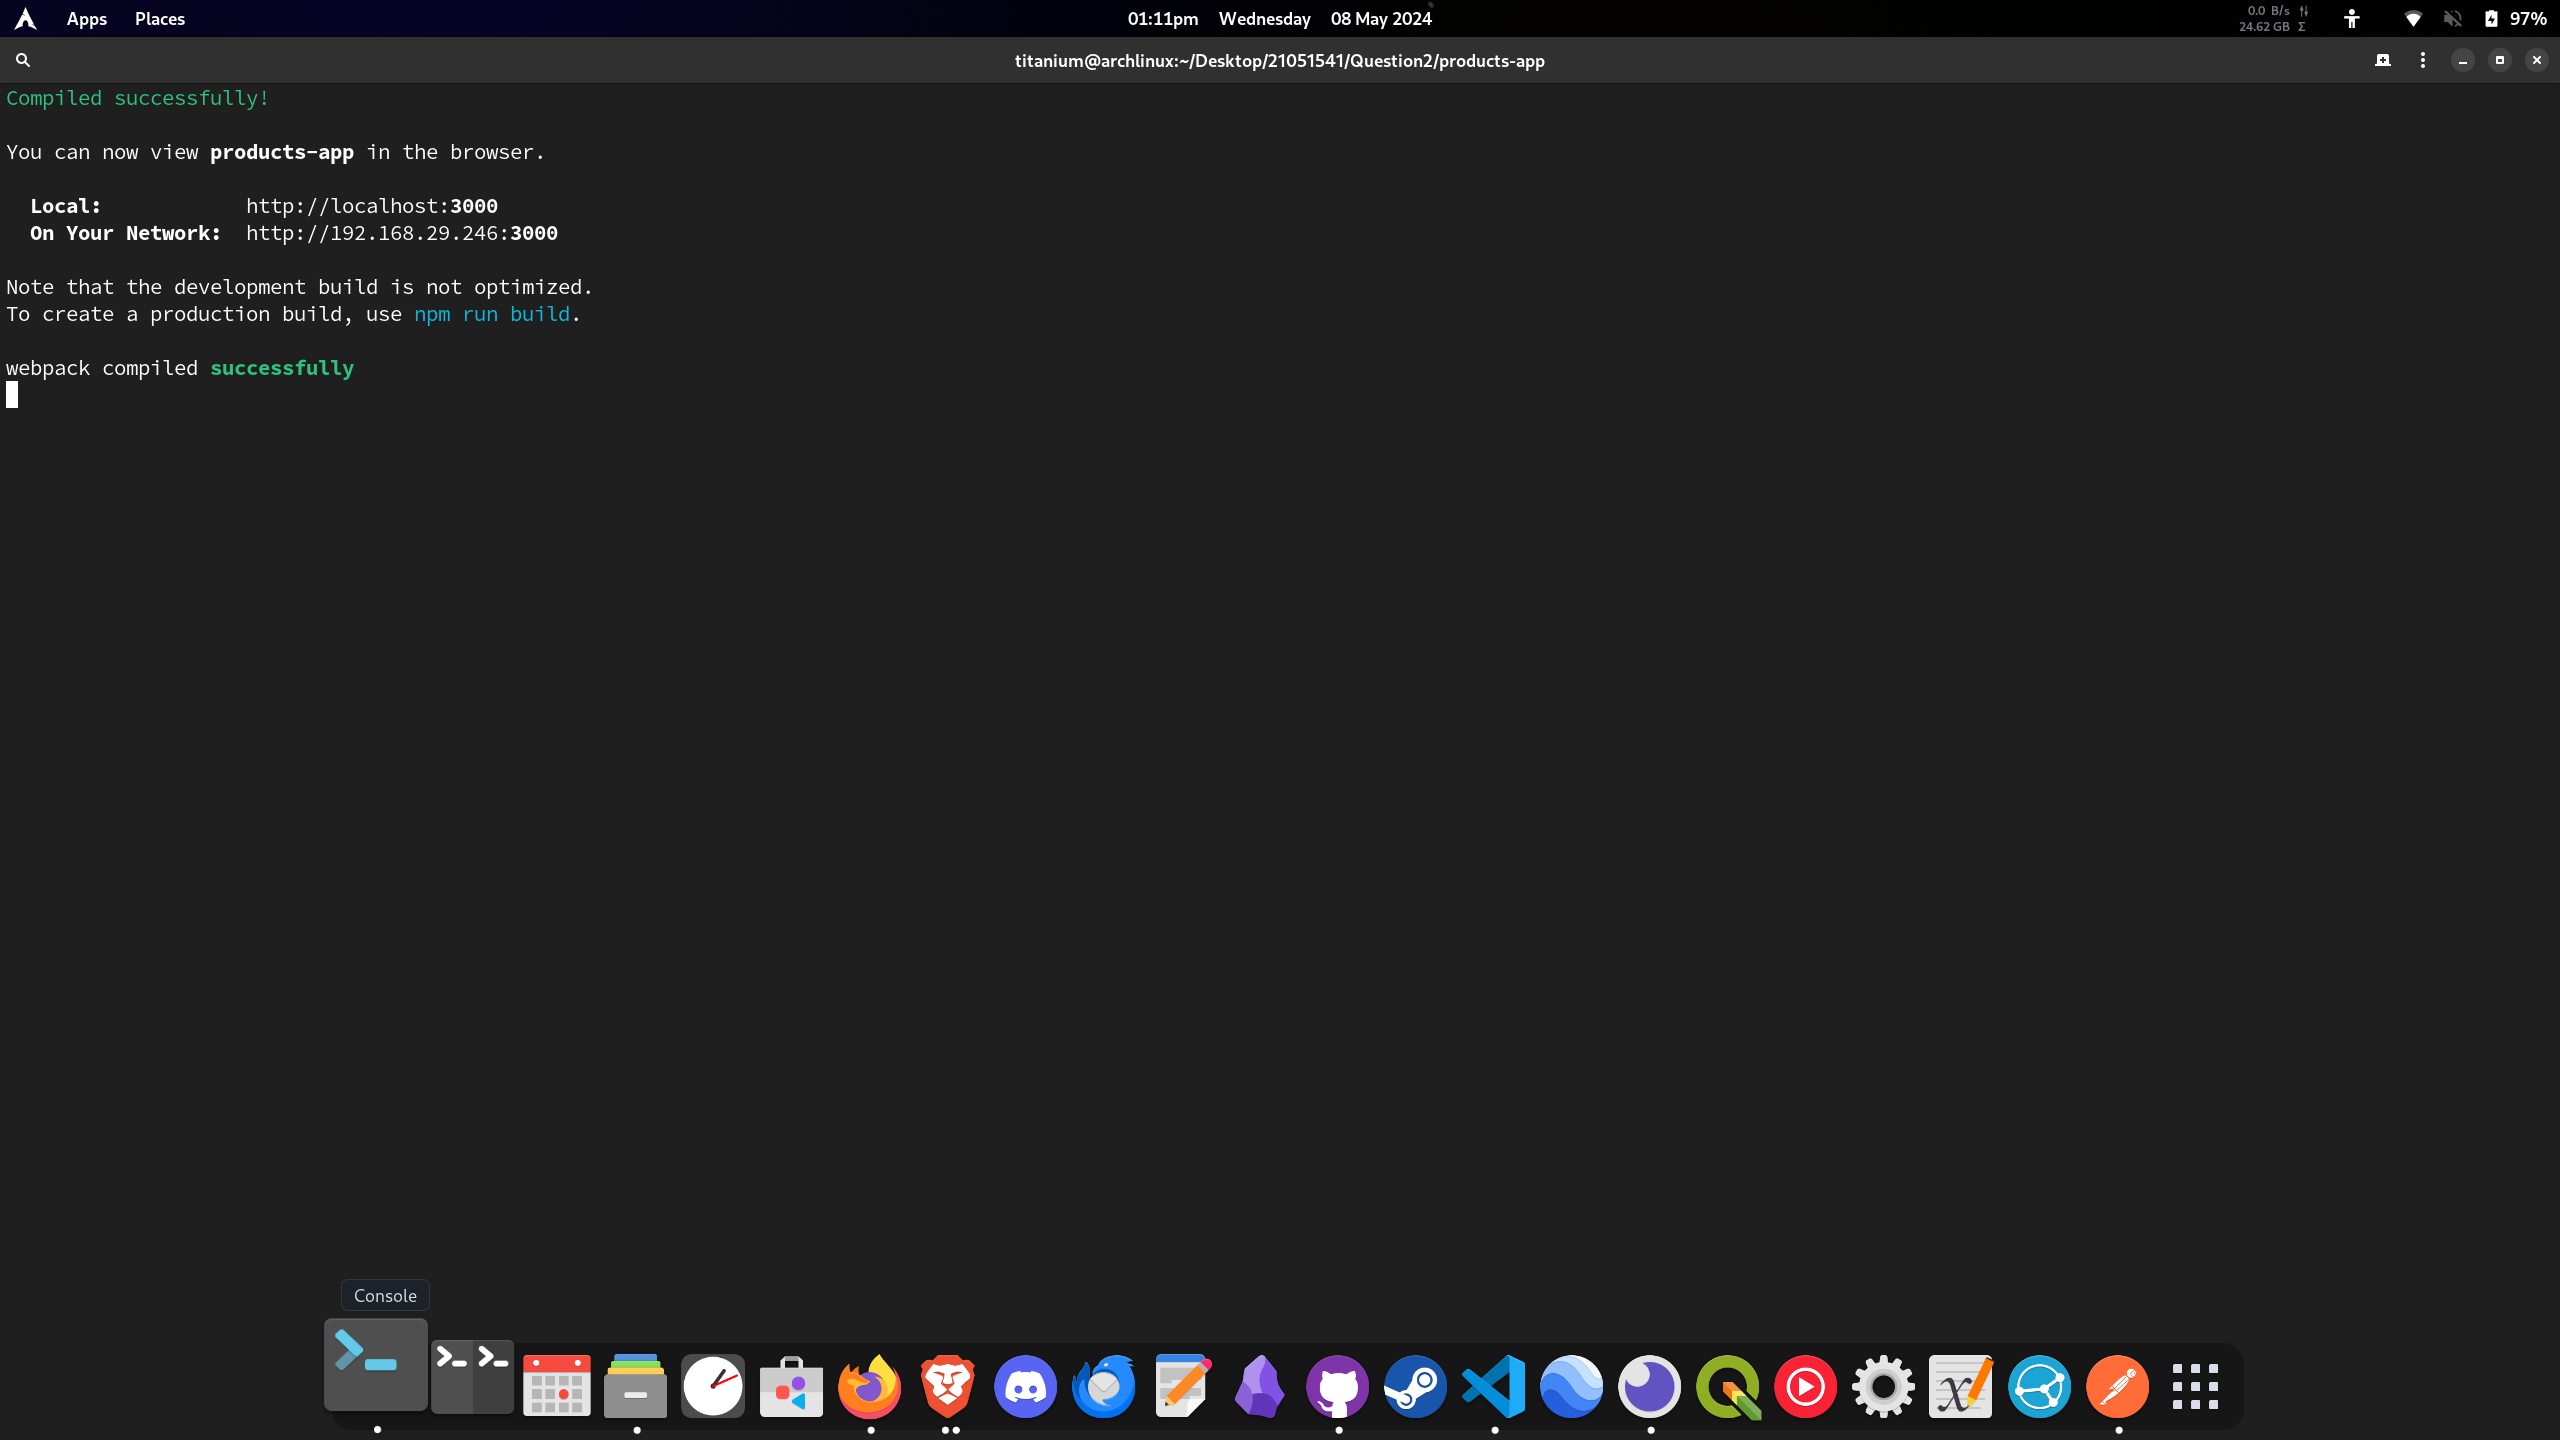 Apps Places 01:11pm Wednesday 08 May 2024 0.0 B/s 97%
24.62 GB Σ
titanium@archlinux:~/Desktop/21051541/Question2/products-app
Compiled successfully!
You can now view products-app in the browser.
Local: http://localhost:3000
On Your Network: http://192.168.29.246:3000
Note that the development build is not optimized.
To create a production build, use npm run build.
webpack compiled successfully
Console